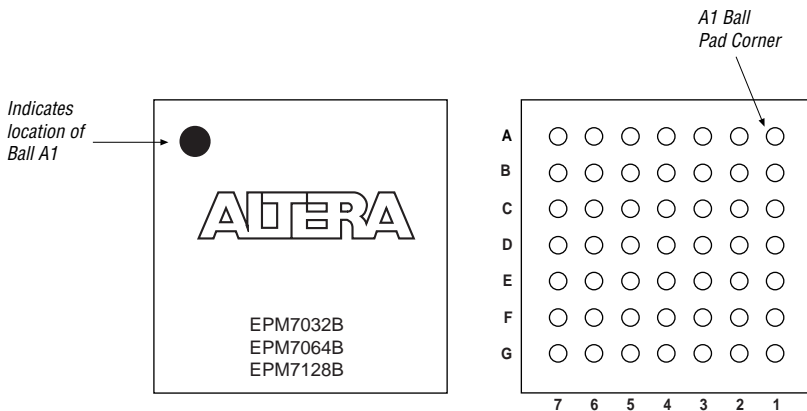 A1 Ball
Pad Corner
Indicates
location of
Ball A1
ALTERA
EPM7032B
EPM7064B
EPM7128B
A
B
C
D
E
F
G
7 6 5 4 3 2 1